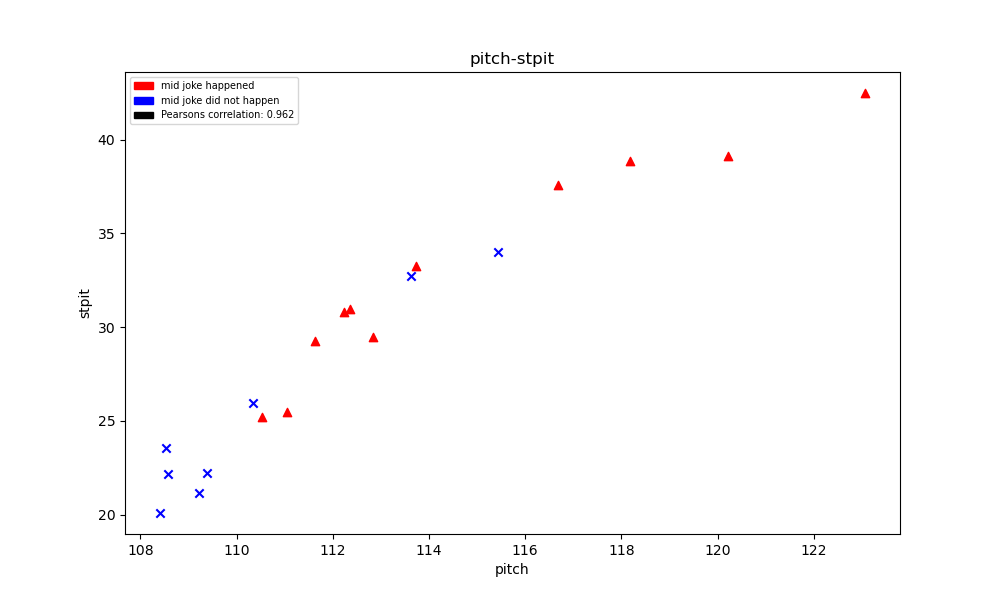 pitch-stpit
mid joke happened
mid joke did not happen
Pearsons correlation: 0.962
40
35
30
25
20
stpit
108 110 112 114 116 118 120 122
pitch